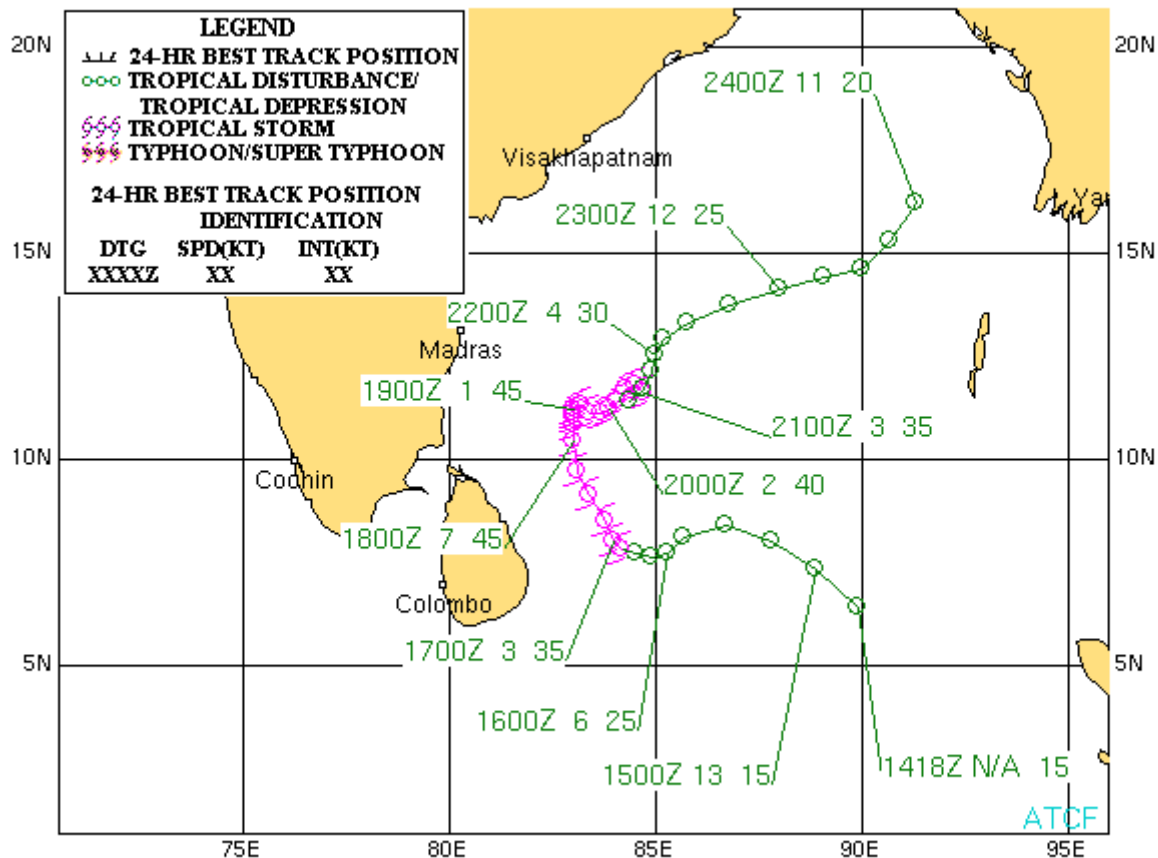 LEGEND
24-HR BEST TRACK POSITION
TROPICAL DISTURBANCE/
TROPICAL DEPRESSION
TROPICAL STORM
TYPHOON/SUPER TYPHOON
24-HR BEST TRACK POSITION
IDENTIFICATION
DTG SPD(KT) INT(KT)
XXXXZ XX XX
20N
20N
2400Z 11 20
Visakhapatnam
Yan
2300Z 12 25
15N
15N
2200Z 4 30
Madras
1900Z 1 45
2100Z 3 35
10N
10N
Cochin
2000Z 2 40
1800Z 7 45
Colombo
1700Z 3 35
5N
5N
1600Z 6 25
1500Z 13 15
1418Z N/A 15
ATCF
75E
80E
85E
90E
95E